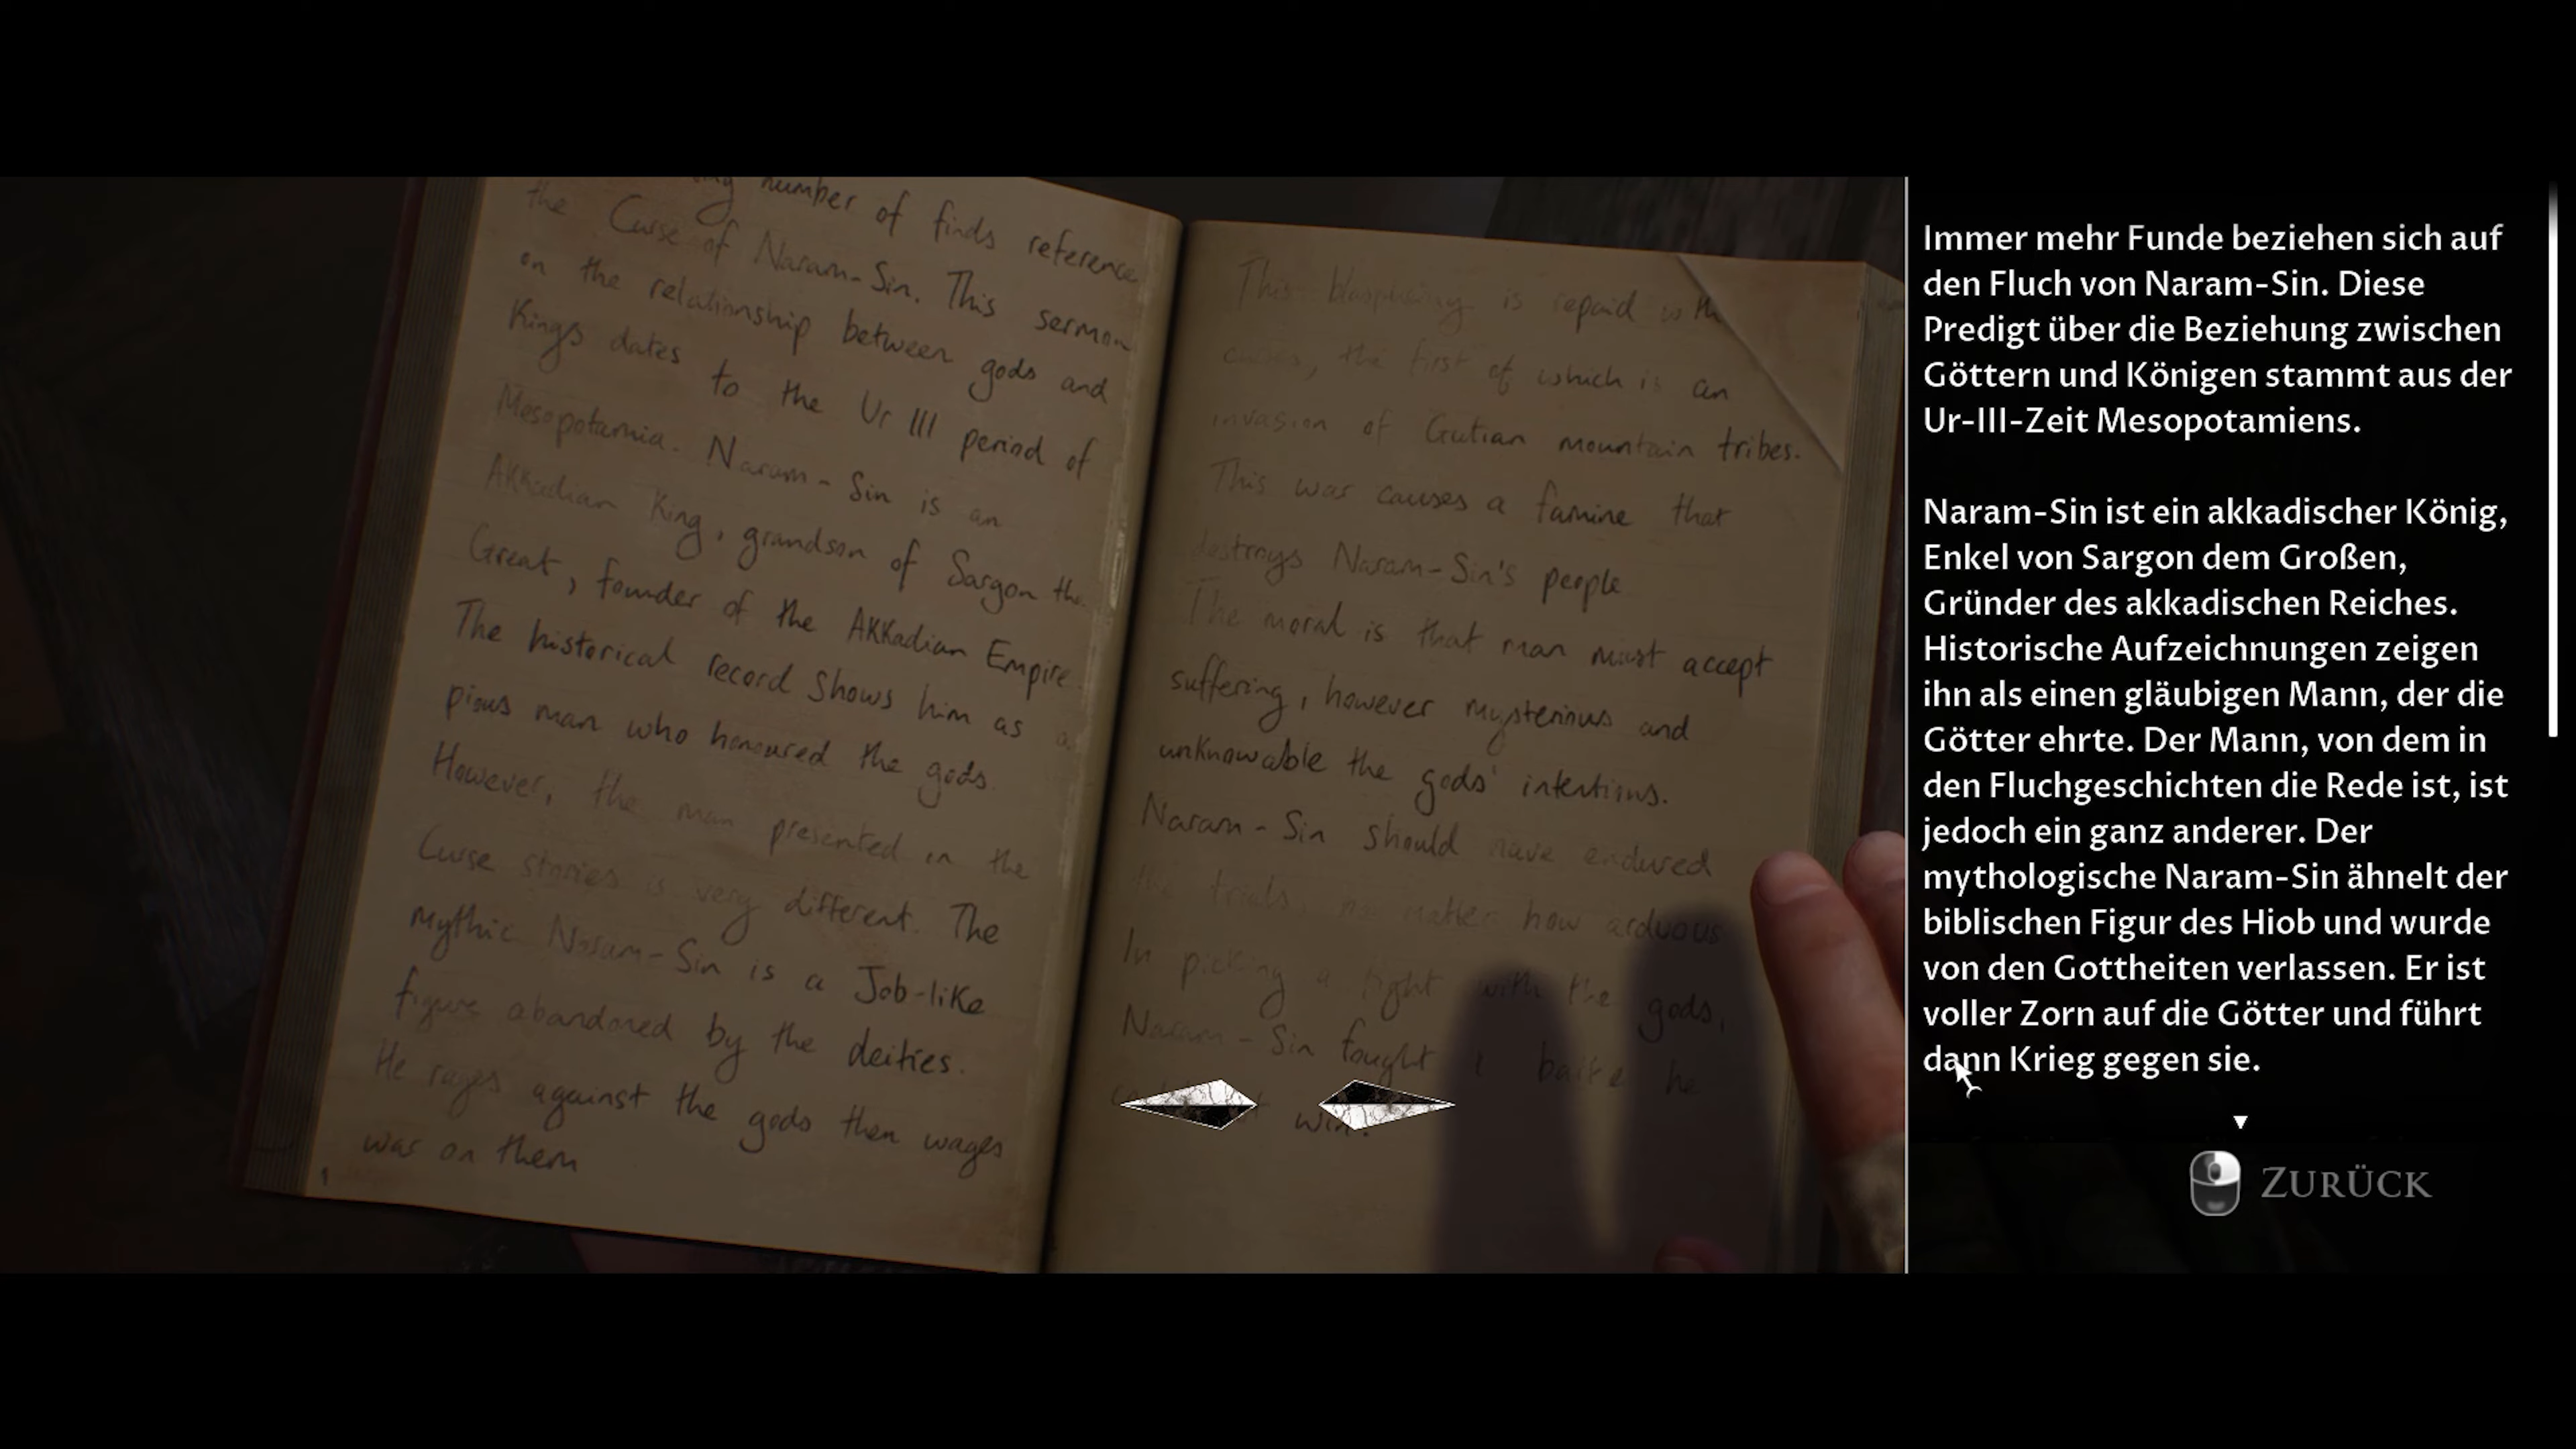 number of finds reference
the Curse of Naram-Sin. This sermon
on the relationship between gods and
Kings dates to the Ur III period of
Mesopotamia. Naram-Sin is an
Akkadian King, grandson of Sargon the
Great, founder of the Akkadian Empire.
The historical record shows him as a
pious man who honoured the gods.
However, the man presented in the
Curse stories is very different. The
mythic Naram-Sin is a Job-like
figure abandoned by the deities.
He rages against the gods then wages
was on them
This is repaid with
the first of which is an
invasion of Gutian mountain tribes.
This was causes a famine that
destroys Naram-Sin's people
The moral is that man must accept
suffering, however mysterious and
unknowable the gods' intentions.
Naram-Sin should have endured
the trials, no matter how arduous
In picking a fight with the gods,
Naram-Sin fought he
win.
Immer mehr Funde beziehen sich auf
den Fluch von Naram-Sin. Diese
Predigt über die Beziehung zwischen
Göttern und Königen stammt aus der
Ur-III-Zeit Mesopotamiens.
Naram-Sin ist ein akkadischer König,
Enkel von Sargon dem Großen,
Gründer des akkadischen Reiches.
Historische Aufzeichnungen zeigen
ihn als einen gläubigen Mann, der die
Götter ehrte. Der Mann, von dem in
den Fluchgeschichten die Rede ist, ist
jedoch ein ganz anderer. Der
mythologische Naram-Sin ähnelt der
biblischen Figur des Hiob und wurde
von den Gottheiten verlassen. Er ist
voller Zorn auf die Götter und führt
dann Krieg gegen sie.
ZURÜCK